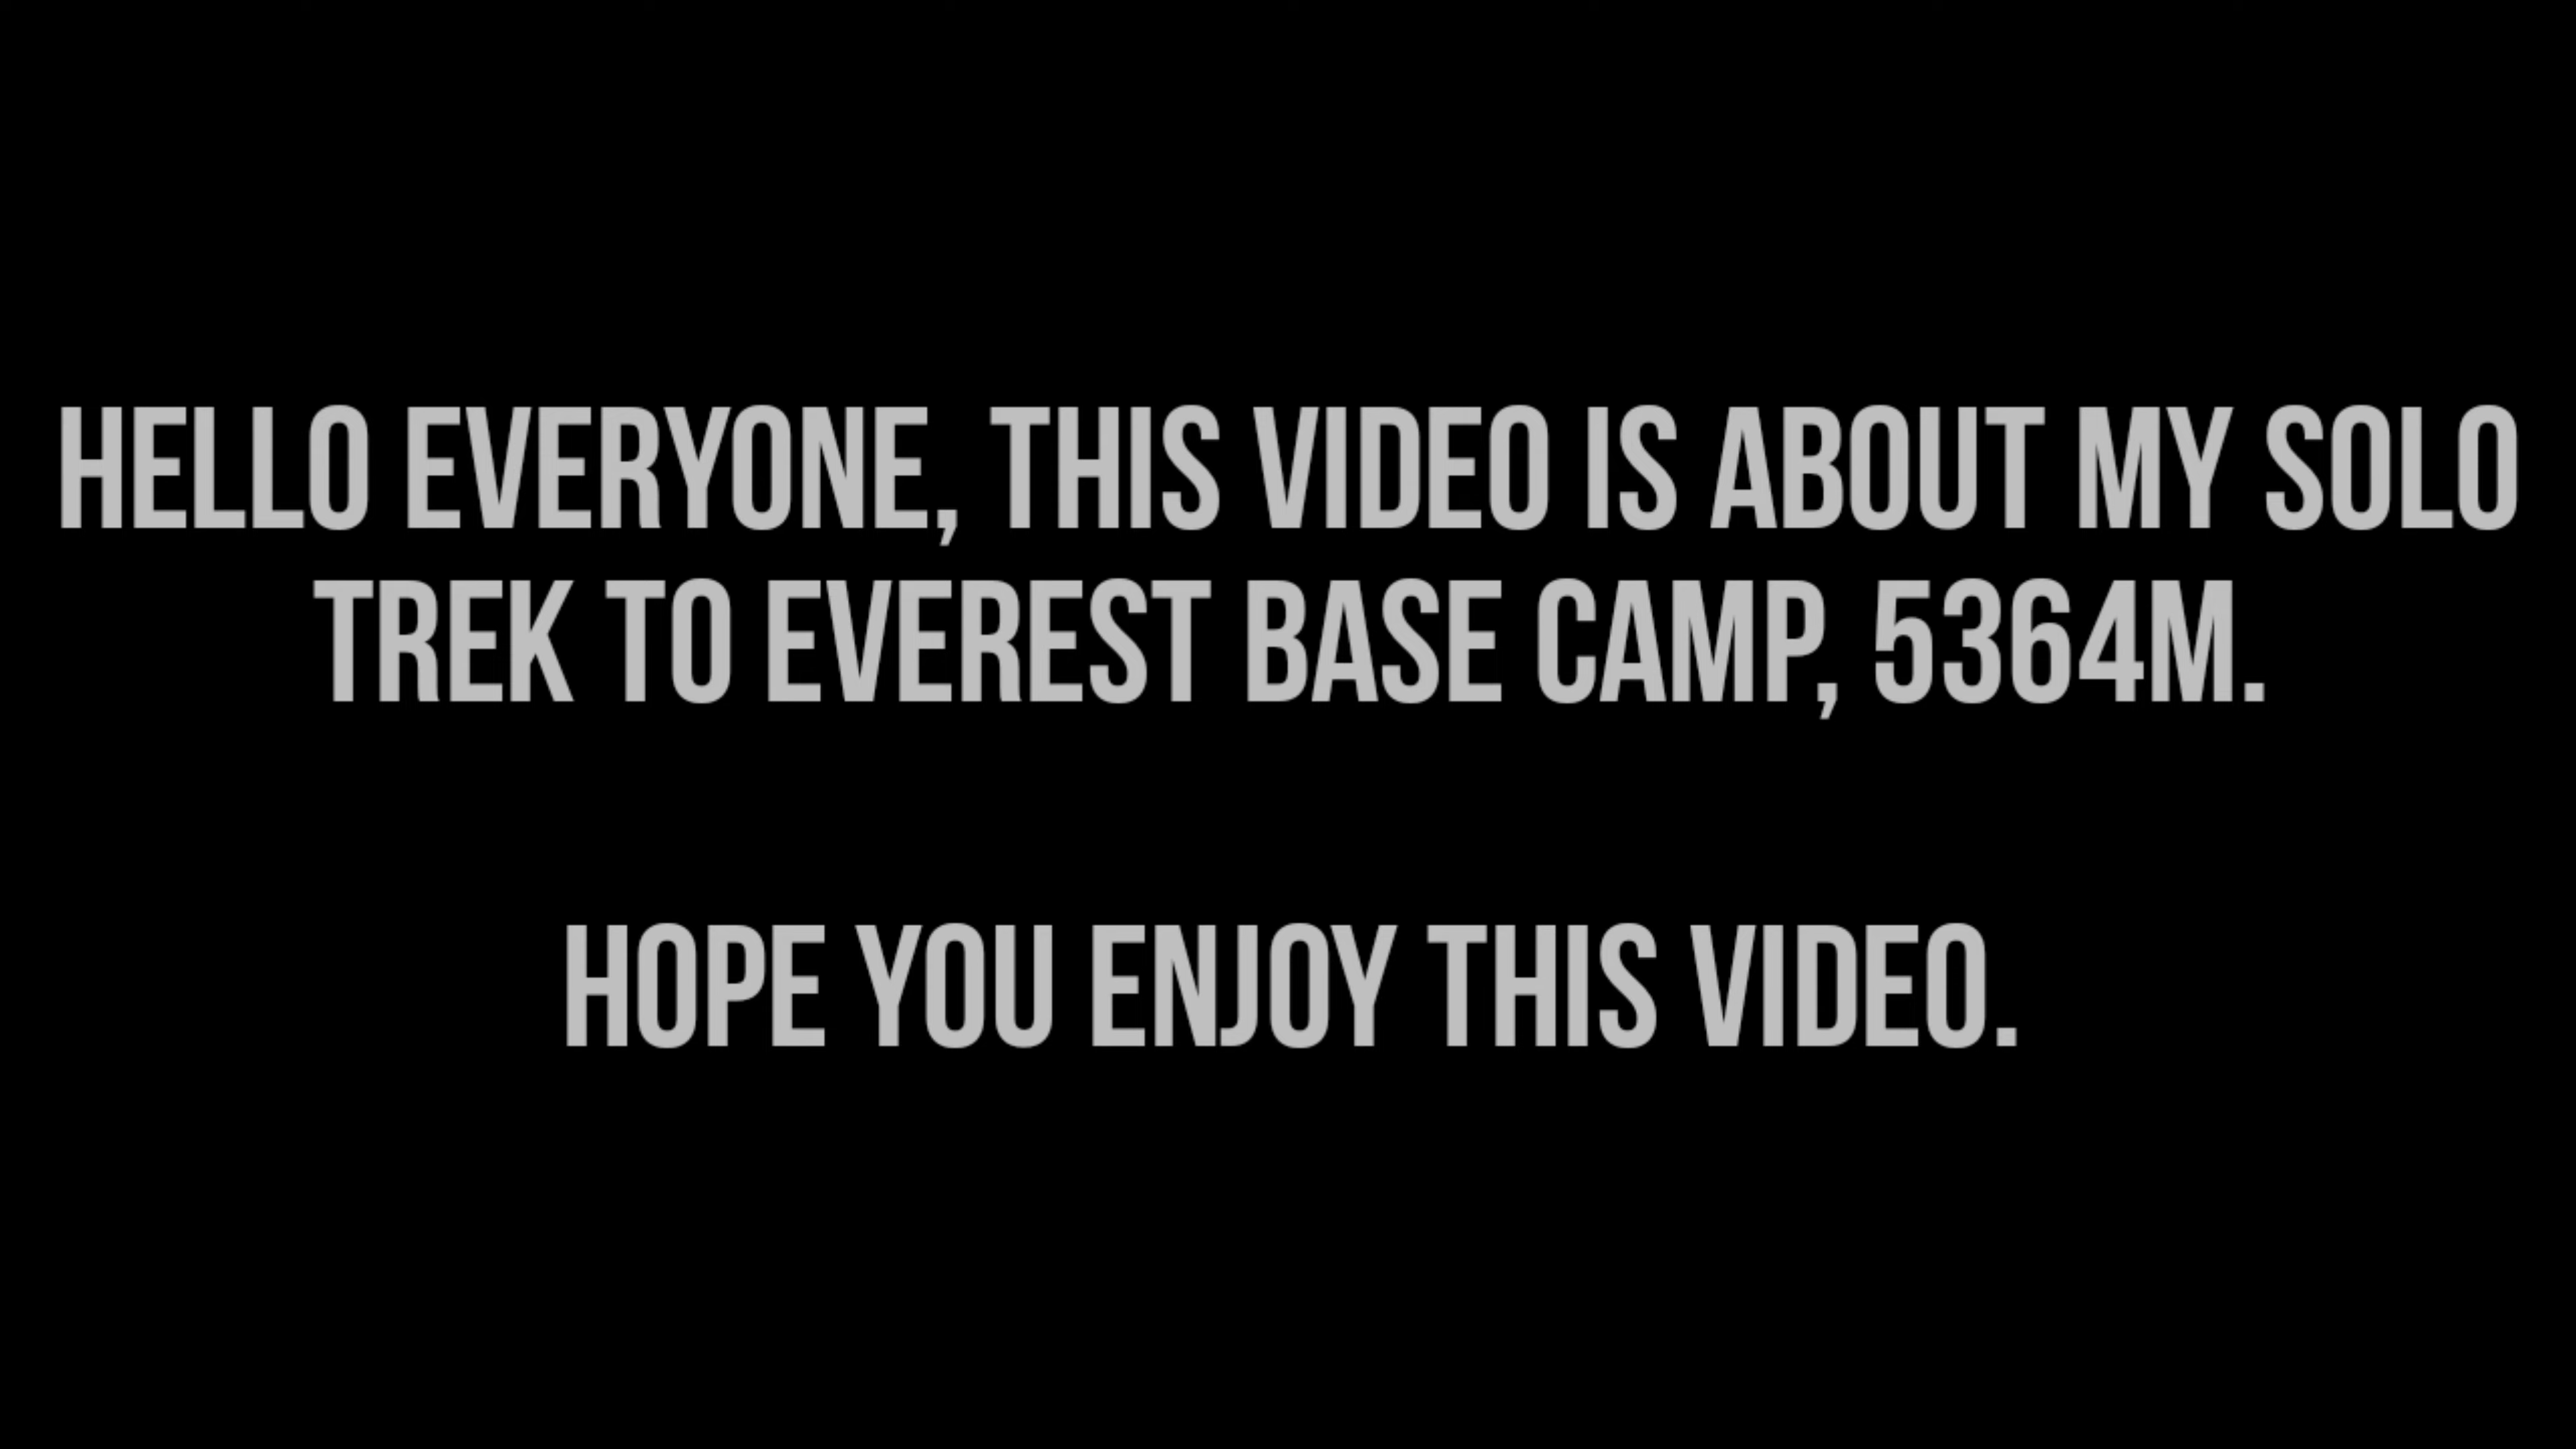 HELLO EVERYONE, THIS VIDEO IS ABOUT MY SOLO
TREK TO EVEREST BASE CAMP, 5364M.
HOPE YOU ENJOY THIS VIDEO.